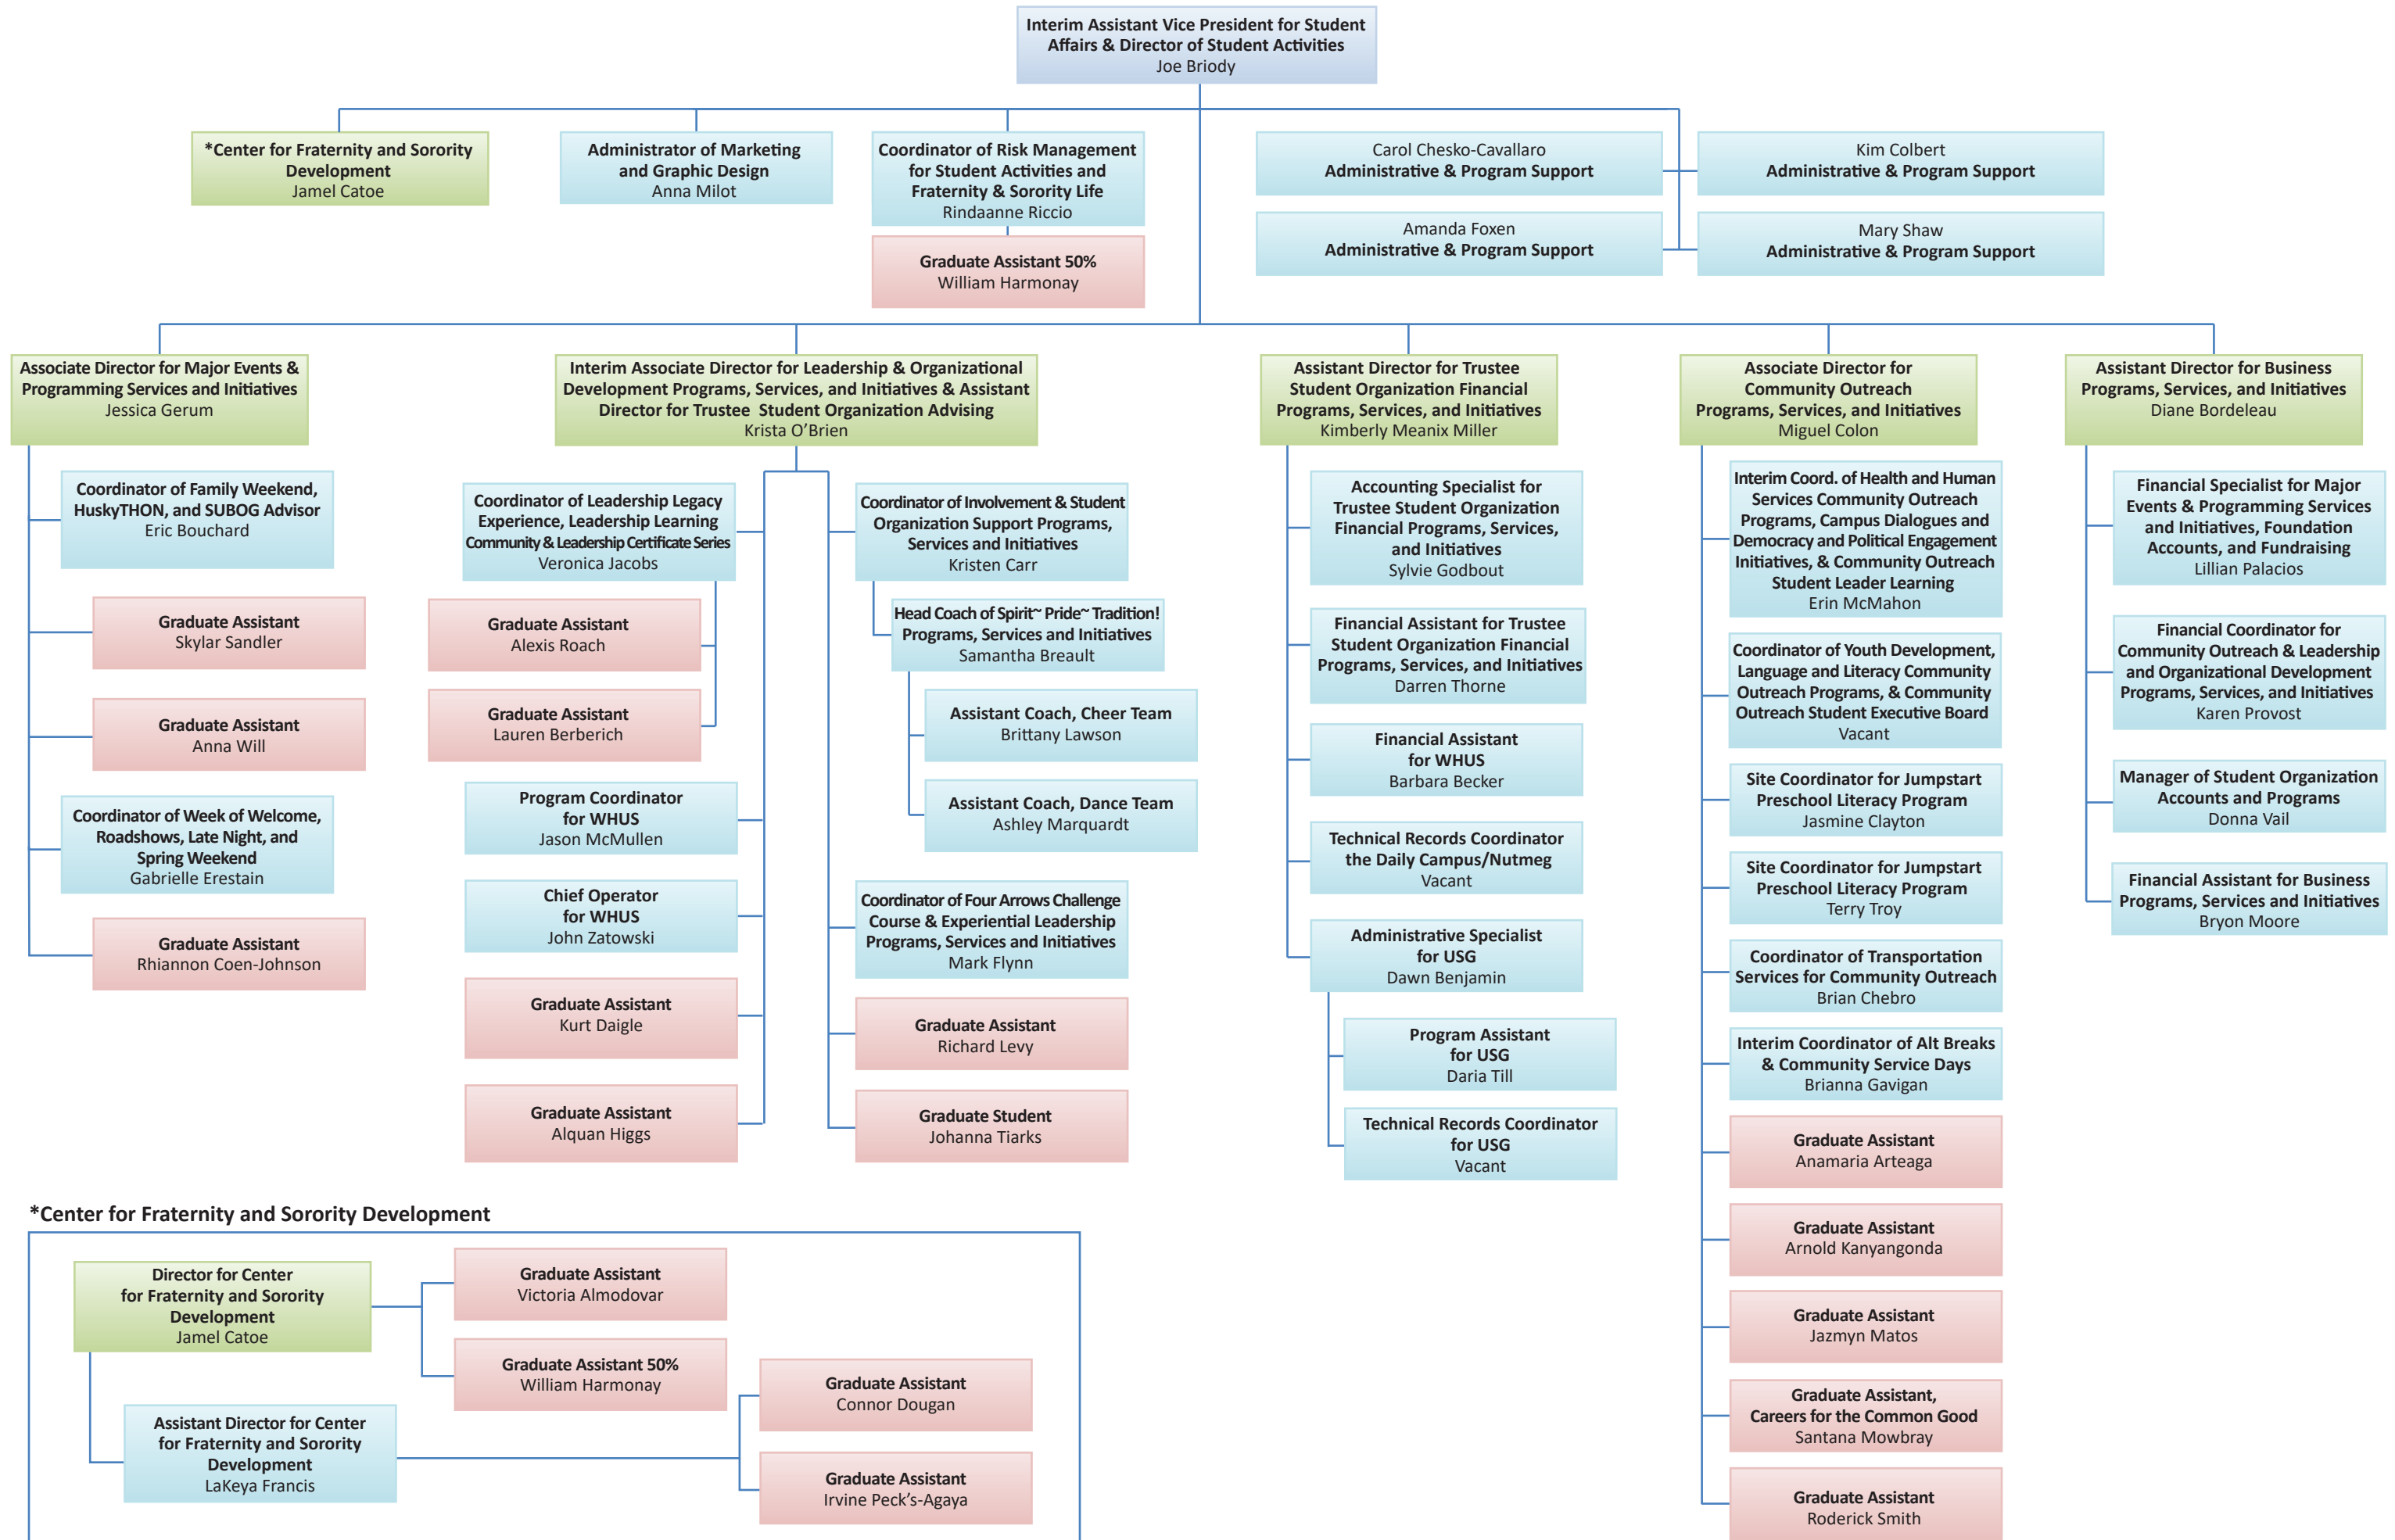 Interim Assistant Vice President for Student
Affairs & Director of Student Activities
Joe Briody
*Center for Fraternity and Sorority
Development
Jamel Catoe
Administrator of Marketing
and Graphic Design
Anna Milot
Coordinator of Risk Management
for Student Activities and
Fraternity & Sorority Life
Rindaanne Riccio
Graduate Assistant 50%
William Harmonay
Carol Chesko-Cavallaro
Administrative & Program Support
Kim Colbert
Administrative & Program Support
Amanda Foxen
Administrative & Program Support
Mary Shaw
Administrative & Program Support
Associate Director for Major Events &
Programming Services and Initiatives
Jessica Gerum
Coordinator of Family Weekend,
HuskyTHON, and SUBOG Advisor
Eric Bouchard
Graduate Assistant
Skylar Sandler
Graduate Assistant
Anna Will
Coordinator of Week of Welcome,
Roadshows, Late Night, and
Spring Weekend
Gabrielle Erestain
Graduate Assistant
Rhiannon Coen-Johnson
Interim Associate Director for Leadership & Organizational
Development Programs, Services, and Initiatives & Assistant
Director for Trustee Student Organization Advising
Krista O’Brien
Coordinator of Leadership Legacy
Experience, Leadership Learning
Community & Leadership Certificate Series
Veronica Jacobs
Graduate Assistant
Alexis Roach
Graduate Assistant
Lauren Berberich
Program Coordinator
for WHUS
Jason McMullen
Chief Operator
for WHUS
John Zatowski
Graduate Assistant
Kurt Daigle
Graduate Assistant
Alquan Higgs
Coordinator of Involvement & Student
Organization Support Programs,
Services and Initiatives
Kristen Carr
Head Coach of Spirit~ Pride~ Tradition!
Programs, Services and Initiatives
Samantha Breault
Assistant Coach, Cheer Team
Brittany Lawson
Assistant Coach, Dance Team
Ashley Marquardt
Coordinator of Four Arrows Challenge
Course & Experiential Leadership
Programs, Services and Initiatives
Mark Flynn
Graduate Assistant
Richard Levy
Graduate Student
Johanna Tiarks
Assistant Director for Trustee
Student Organization Financial
Programs, Services, and Initiatives
Kimberly Meanix Miller
Accounting Specialist for
Trustee Student Organization
Financial Programs, Services,
and Initiatives
Sylvie Godbout
Financial Assistant for Trustee
Student Organization Financial
Programs, Services, and Initiatives
Darren Thorne
Financial Assistant
for WHUS
Barbara Becker
Technical Records Coordinator
the Daily Campus/Nutmeg
Vacant
Administrative Specialist
for USG
Dawn Benjamin
Program Assistant
for USG
Daria Till
Technical Records Coordinator
for USG
Vacant
Associate Director for
Community Outreach
Programs, Services, and Initiatives
Miguel Colon
Interim Coord. of Health and Human
Services Community Outreach
Programs, Campus Dialogues and
Democracy and Political Engagement
Initiatives, & Community Outreach
Student Leader Learning
Erin McMahon
Coordinator of Youth Development,
Language and Literacy Community
Outreach Programs, & Community
Outreach Student Executive Board
Vacant
Site Coordinator for Jumpstart
Preschool Literacy Program
Jasmine Clayton
Site Coordinator for Jumpstart
Preschool Literacy Program
Terry Troy
Coordinator of Transportation
Services for Community Outreach
Brian Chebro
Interim Coordinator of Alt Breaks
& Community Service Days
Brianna Gavigan
Graduate Assistant
Anamaria Arteaga
Graduate Assistant
Arnold Kanyangonda
Graduate Assistant
Jazmyn Matos
Graduate Assistant,
Careers for the Common Good
Santana Mowbray
Graduate Assistant
Roderick Smith
Assistant Director for Business
Programs, Services, and Initiatives
Diane Bordeleau
Financial Specialist for Major
Events & Programming Services
and Initiatives, Foundation
Accounts, and Fundraising
Lillian Palacios
Financial Coordinator for
Community Outreach & Leadership
and Organizational Development
Programs, Services, and Initiatives
Karen Provost
Manager of Student Organization
Accounts and Programs
Donna Vail
Financial Assistant for Business
Programs, Services and Initiatives
Bryon Moore
*Center for Fraternity and Sorority Development
Director for Center
for Fraternity and Sorority
Development
Jamel Catoe
Graduate Assistant
Victoria Almodovar
Graduate Assistant 50%
William Harmonay
Assistant Director for Center
for Fraternity and Sorority
Development
LaKeya Francis
Graduate Assistant
Connor Dougan
Graduate Assistant
Irvine Peck’s-Agaya